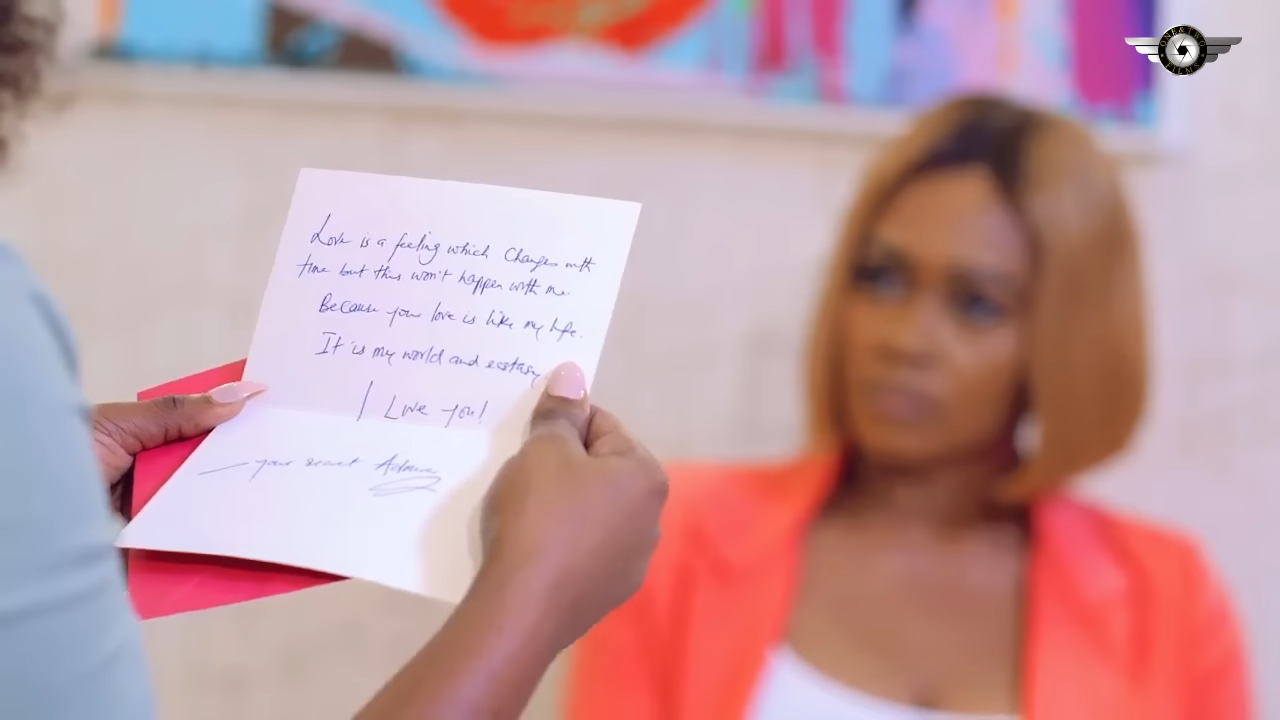 Love is a feeling which Changes with
time but this won't happen with me.
Because your love is like my life.
It is my world and ecstasy
I Love you!
— your secret